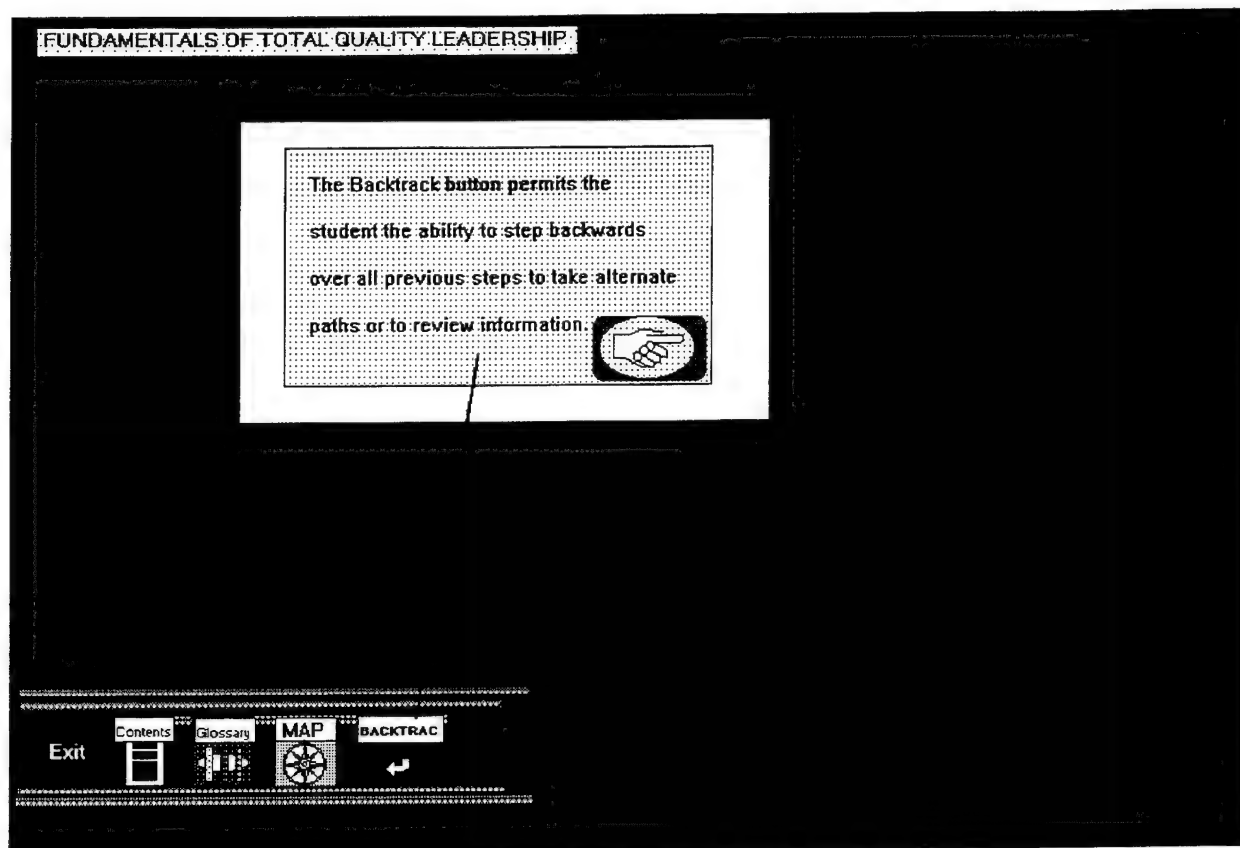 FUNDAMENTALS OF TOTAL QUALITY LEADERSHIP
The Backtrack button permits the
student the ability to step backwards
over all previous steps to take alternate
paths or to review information.
Exit
Contents
Glossary
MAP
BACKTRAC